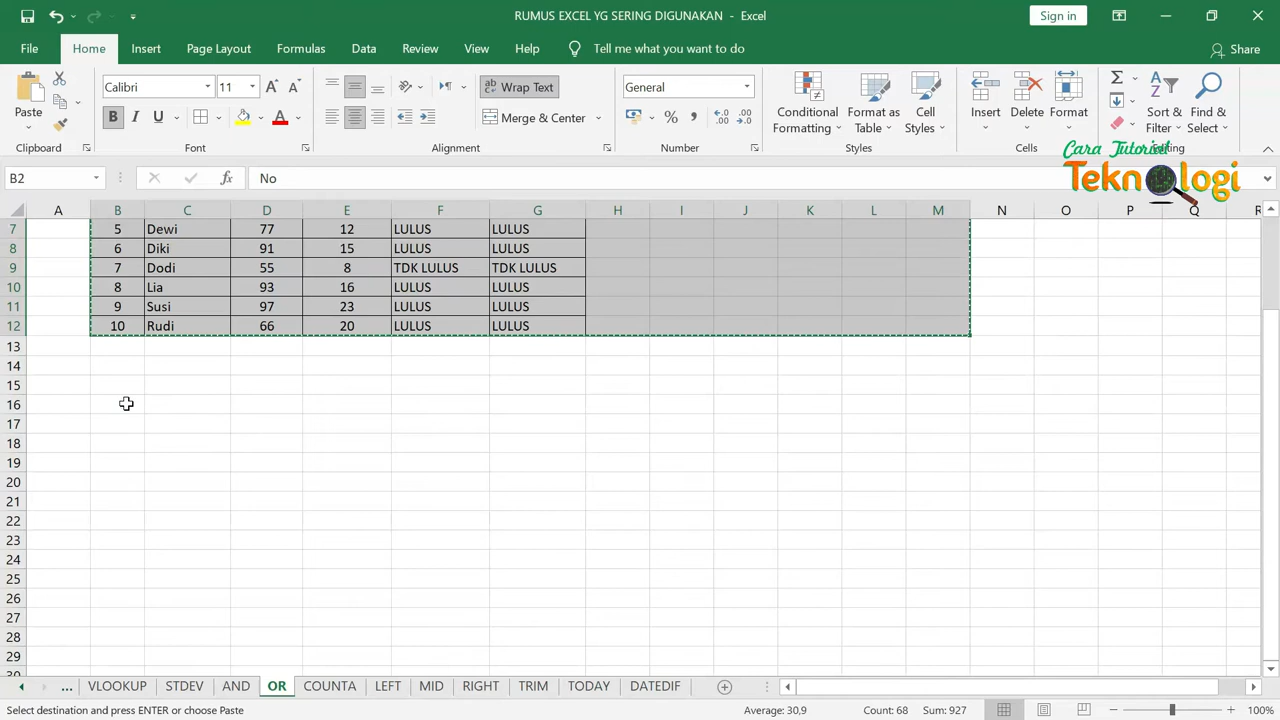 RUMUS EXCEL YG SERING DIGUNAKAN - Excel
Sign in
File Home Insert Page Layout Formulas Data Review View Help Tell me what you want to do Share
Calibri 11 Wrap Text General
Paste B I U A Merge & Center % Conditional Formatting Format as Table Cell Styles Insert Delete Format Sort & Filter Find & Select
Clipboard Font Alignment Number Styles Cells Editing
Cara Tutorial
Teknologi
B2 fx No
A B C D E F G H I J K L M N O P Q R
7 5 Dewi 77 12 LULUS LULUS
8 6 Diki 91 15 LULUS LULUS
9 7 Dodi 55 8 TDK LULUS TDK LULUS
10 8 Lia 93 16 LULUS LULUS
11 9 Susi 97 23 LULUS LULUS
12 10 Rudi 66 20 LULUS LULUS
13
14
15
16
17
18
19
20
21
22
23
24
25
26
27
28
29
30
... VLOOKUP STDEV AND OR COUNTA LEFT MID RIGHT TRIM TODAY DATEDIF
Select destination and press ENTER or choose Paste Average: 30,9 Count: 68 Sum: 927 100%